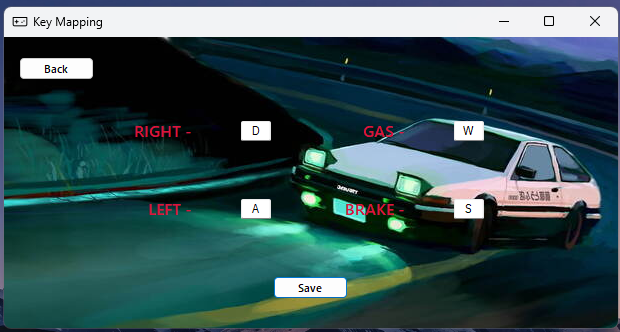 Key Mapping
Back
RIGHT - D GAS - W
LEFT - A BRAKE - S
Save